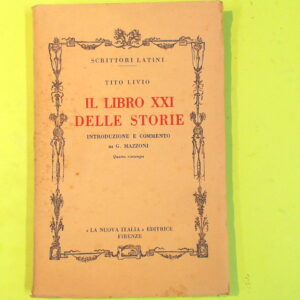 SCRITTORI LATINI
TITO LIVIO
IL LIBRO XXI
DELLE STORIE
INTRODUZIONE E COMMENTO
DI G. MAZZONI
Quarta ristampa
« LA NUOVA ITALIA » EDITRICE
FIRENZE